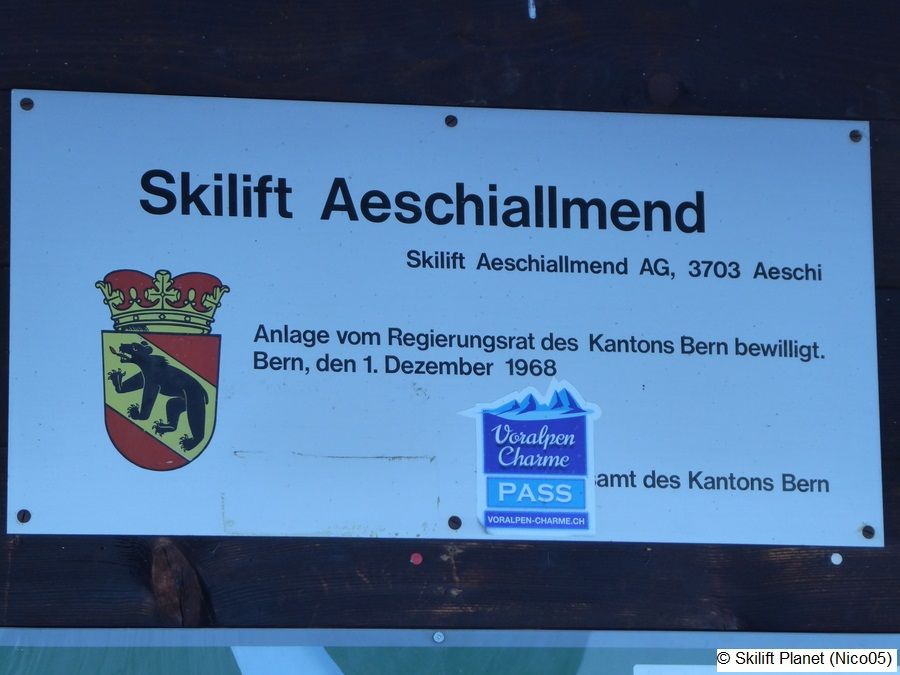 Skilift Aeschiallmend
Skilift Aeschiallmend AG, 3703 Aeschi
Anlage vom Regierungsrat des Kantons Bern bewilligt.
Bern, den 1. Dezember 1968
Voralpen
Charme
PASS
VORALPEN-CHARME.CH
amt des Kantons Bern
© Skilift Planet (Nico05)